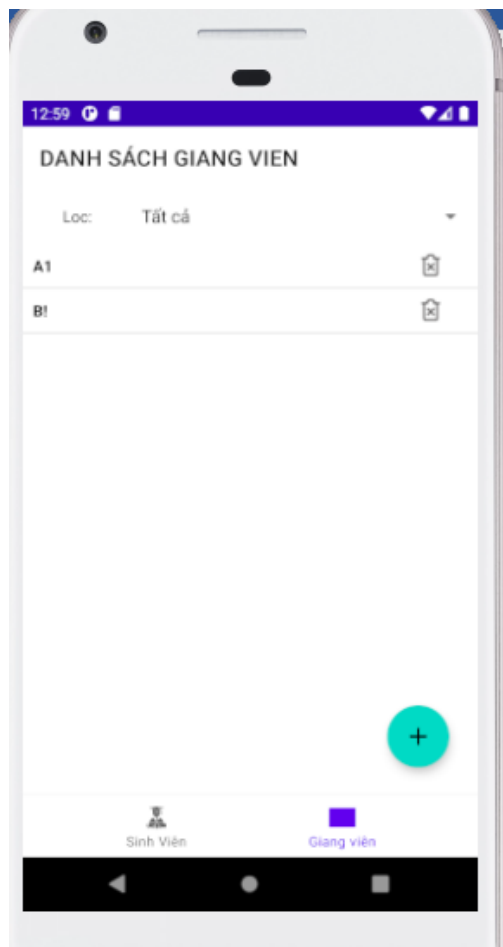 12:59
DANH SÁCH GIANG VIEN
Loc: Tất cả
A1
B!
+
Sinh Viên Giang viên